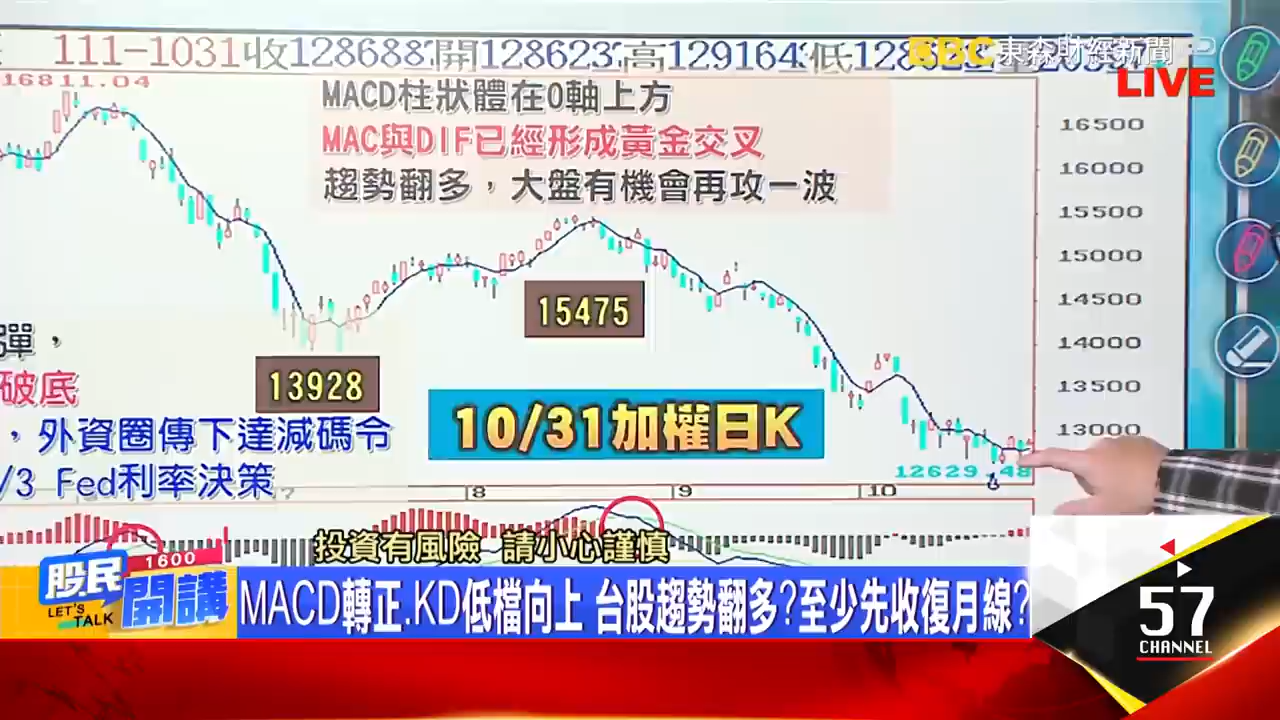 111-1031收12868開12862高12916低
EBC東森財經新聞
LIVE
16811.04
MACD柱狀體在0軸上方
MAC與DIF已經形成黃金交叉
趨勢翻多，大盤有機會再攻一波
16500
16000
15500
15000
14500
14000
13500
13000
15475
13928
彈，
破底
，外資圈傳下達減碼令
/3 Fed利率決策
10/31加權日K
12629.48
7
8
9
10
投資有風險 請小心謹慎
股民
開講
1600
LET'S
TALK
MACD轉正.KD低檔向上 台股趨勢翻多?至少先收復月線?
57
CHANNEL